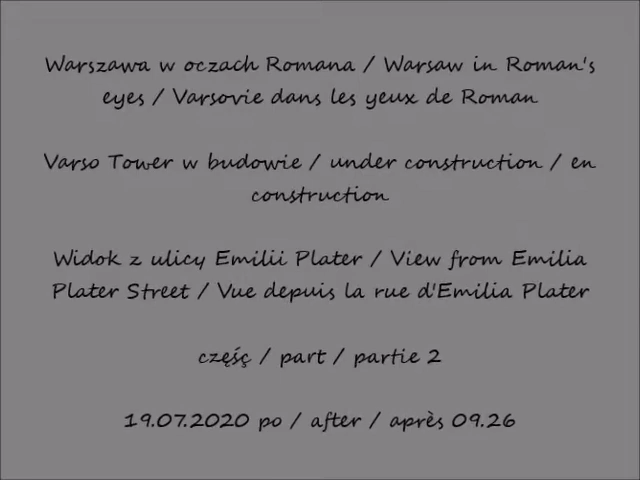 Warszawa w oczach Romana / Warsaw in Roman's
eyes / Varsovie dans les yeux de Roman
Varso Tower w budowie / under construction / en
construction
Widok z ulicy Emilii Plater / View from Emilia
Plater Street / Vue depuis la rue d'Emilia Plater
częśç / part / partie 2
19.07.2020 po / after / après 09.26